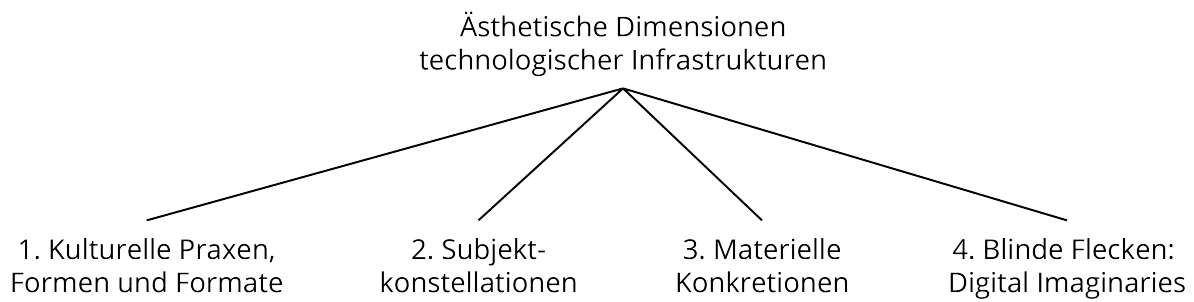 Ästhetische Dimensionen
technologischer Infrastrukturen
1. Kulturelle Praxen,
Formen und Formate
2. Subjekt-
konstellationen
3. Materielle
Konkretionen
4. Blinde Flecken:
Digital Imaginaries